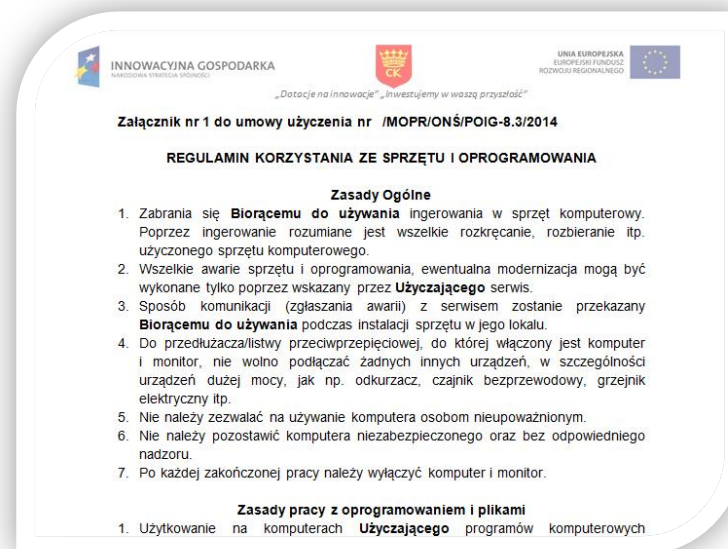 INNOWACYJNA GOSPODARKA
NARODOWA STRATEGIA SPÓJNOŚCI
CK
UNIA EUROPEJSKA
EUROPEJSKI FUNDUSZ
ROZWOJU REGIONALNEGO
„Dotacje na innowacje” „Inwestujemy w waszą przyszłość”
Załącznik nr 1 do umowy użyczenia nr /MOPR/ONŚ/POIG-8.3/2014
REGULAMIN KORZYSTANIA ZE SPRZĘTU I OPROGRAMOWANIA
Zasady Ogólne
1. Zabrania się Biorącemu do używania ingerowania w sprzęt komputerowy.
Poprzez ingerowanie rozumiane jest wszelkie rozkręcanie, rozbieranie itp.
użyczonego sprzętu komputerowego.
2. Wszelkie awarie sprzętu i oprogramowania, ewentualna modernizacja mogą być
wykonane tylko poprzez wskazany przez Użyczającego serwis.
3. Sposób komunikacji (zgłaszania awarii) z serwisem zostanie przekazany
Biorącemu do używania podczas instalacji sprzętu w jego lokalu.
4. Do przedłużacza/listwy przeciwprzepięciowej, do której włączony jest komputer
i monitor, nie wolno podłączać żadnych innych urządzeń, w szczególności
urządzeń dużej mocy, jak np. odkurzacz, czajnik bezprzewodowy, grzejnik
elektryczny itp.
5. Nie należy zezwalać na używanie komputera osobom nieupoważnionym.
6. Nie należy pozostawić komputera niezabezpieczonego oraz bez odpowiedniego
nadzoru.
7. Po każdej zakończonej pracy należy wyłączyć komputer i monitor.
Zasady pracy z oprogramowaniem i plikami
1. Użytkowanie na komputerach Użyczającego programów komputerowych